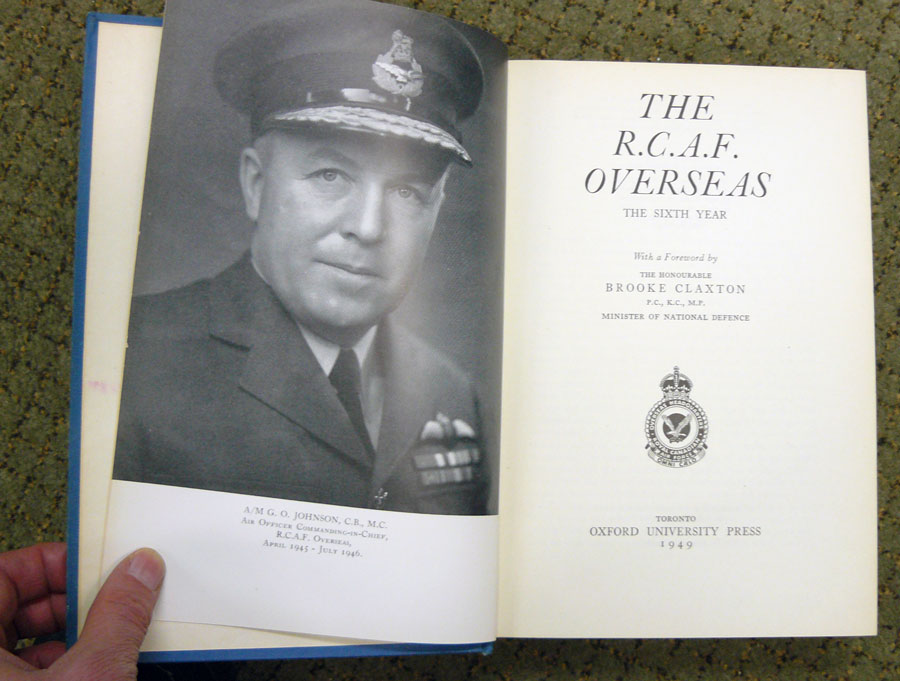 A/M G. O. JOHNSON, C.B., M.C.
AIR OFFICER COMMANDING-IN-CHIEF,
R.C.A.F. OVERSEAS,
APRIL 1945 - JULY 1946.
THE
R.C.A.F.
OVERSEAS
THE SIXTH YEAR
With a Foreword by
THE HONOURABLE
BROOKE CLAXTON
P.C., K.C., M.P.
MINISTER OF NATIONAL DEFENCE
TORONTO
OXFORD UNIVERSITY PRESS
1949